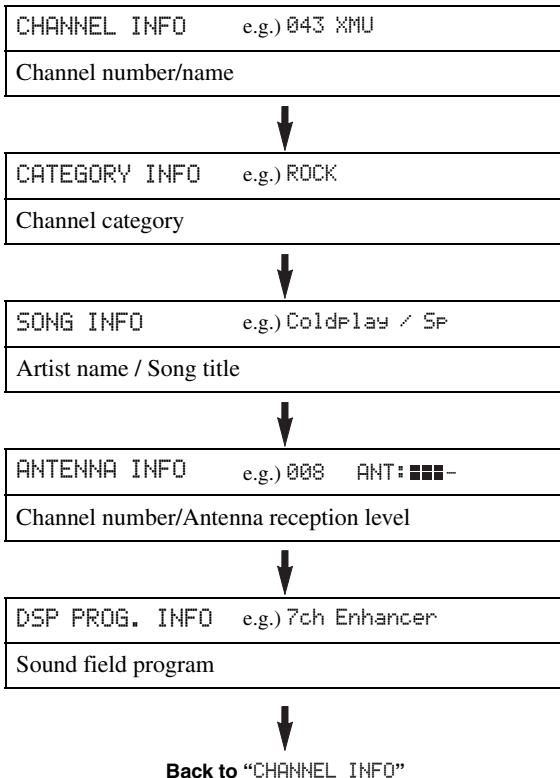 CHANNEL INFO e.g.) 043 XMU
Channel number/name
CATEGORY INFO e.g.) ROCK
Channel category
SONG INFO e.g.) Coldplay / Sp
Artist name / Song title
ANTENNA INFO e.g.) 008 ANT:■■■-
Channel number/Antenna reception level
DSP PROG. INFO e.g.) 7ch Enhancer
Sound field program
Back to “CHANNEL INFO”